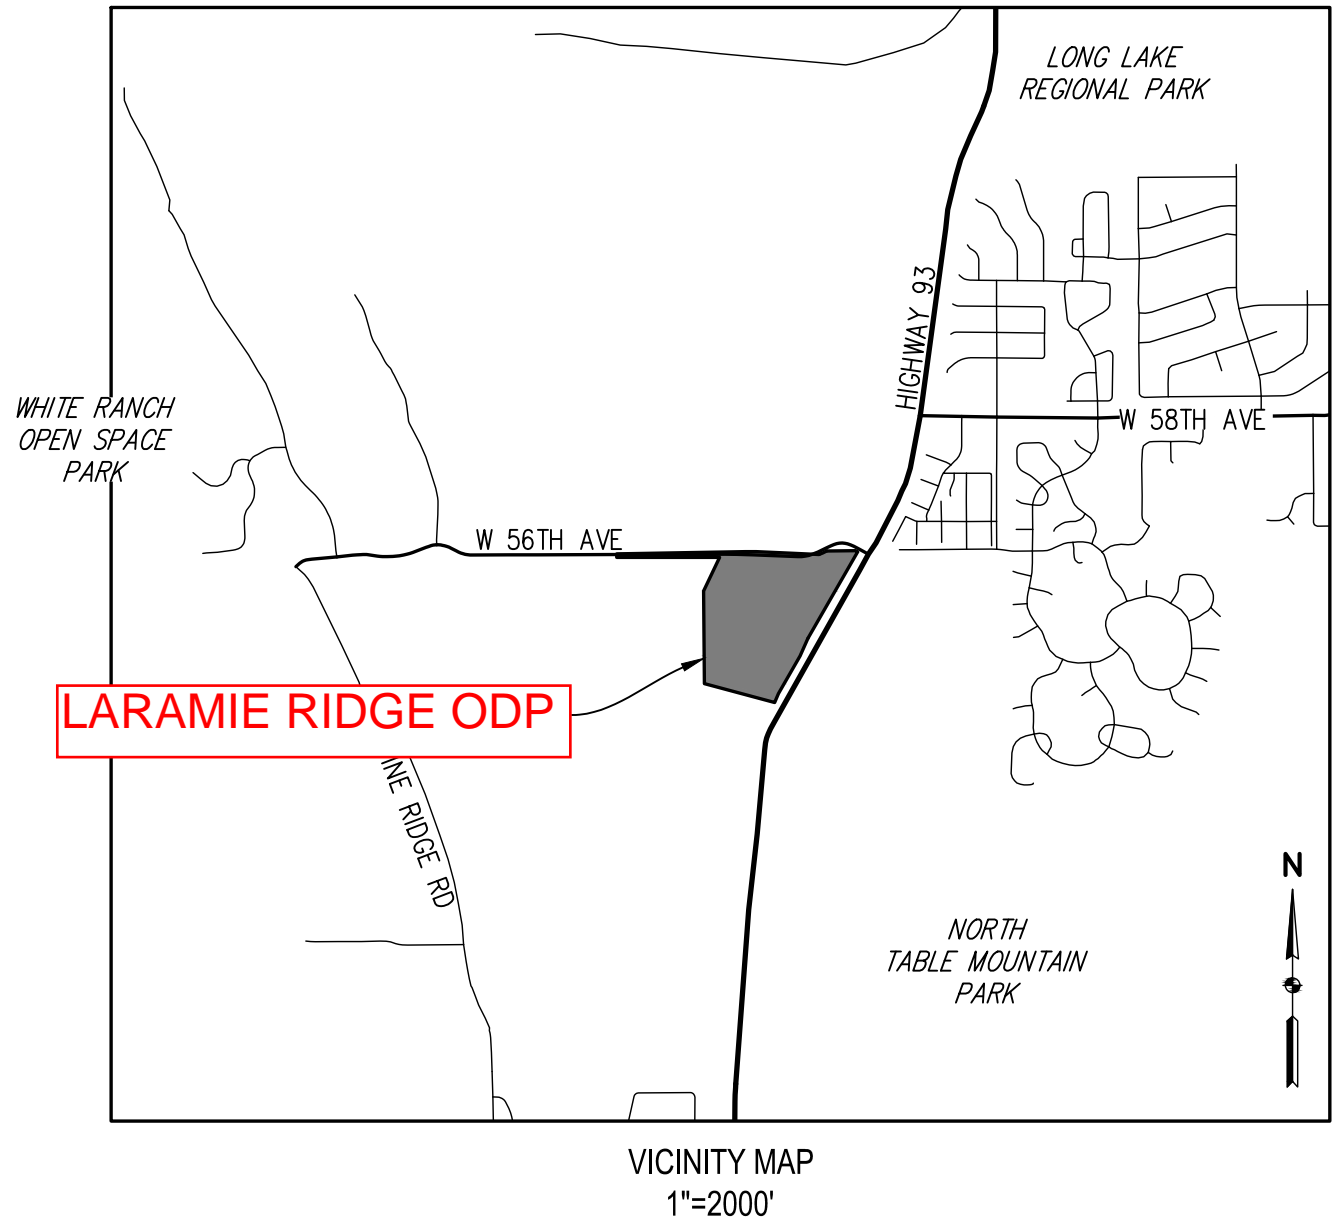 LONG LAKE
REGIONAL PARK
HIGHWAY 93
WHITE RANCH
OPEN SPACE
PARK
W 58TH AVE
W 56TH AVE
LARAMIE RIDGE ODP
RIDGE RD
N
NORTH
TABLE MOUNTAIN
PARK
VICINITY MAP
1"=2000'